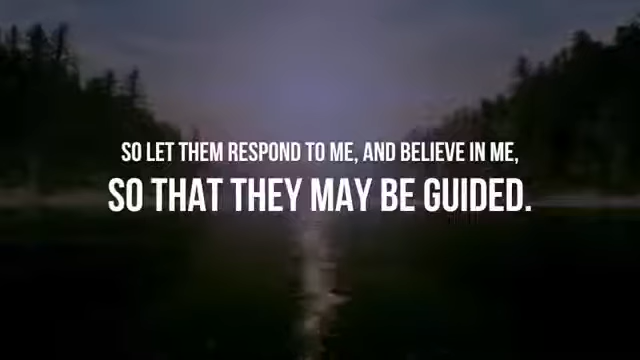 SO LET THEM RESPOND TO ME, AND BELIEVE IN ME,
SO THAT THEY MAY BE GUIDED.